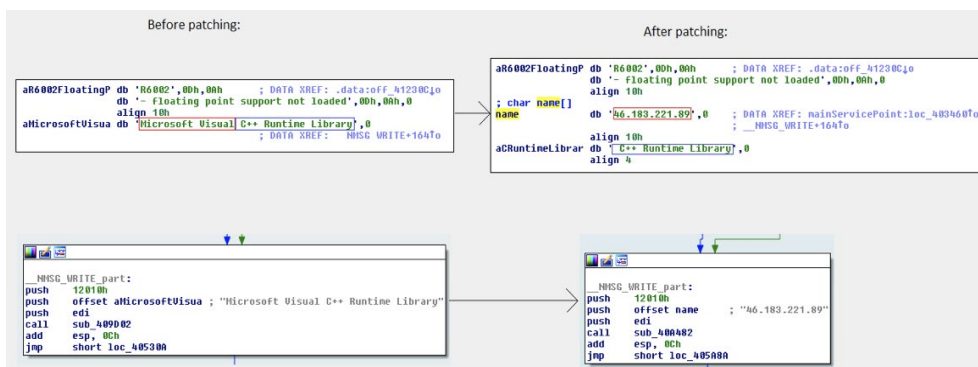 Before patching:
After patching:
aR6002FloatingP db 'R6002',0Dh,0Ah ; DATA XREF: .data:off_41230C↓o
db '- floating point support not loaded',0Dh,0Ah,0
align 10h
aMicrosoftVisua db 'Microsoft Visual C++ Runtime Library',0
; DATA XREF: __NMSG_WRITE+164↑o
aR6002FloatingP db 'R6002',0Dh,0Ah ; DATA XREF: .data:off_41230C↓o
db '- floating point support not loaded',0Dh,0Ah,0
align 10h
; char name[]
name db '46.183.221.89',0 ; DATA XREF: mainServicePoint:loc_403460↑o
; __NMSG_WRITE+164↑o
align 10h
aCRuntimeLibrar db ' C++ Runtime Library',0
align 4
__NMSG_WRITE_part:
push 12010h
push offset aMicrosoftVisua ; "Microsoft Visual C++ Runtime Library"
push edi
call sub_409D02
add esp, 0Ch
jmp short loc_40530A
__NMSG_WRITE_part:
push 12010h
push offset name ; "46.183.221.89"
push edi
call sub_40A482
add esp, 0Ch
jmp short loc_405A8A